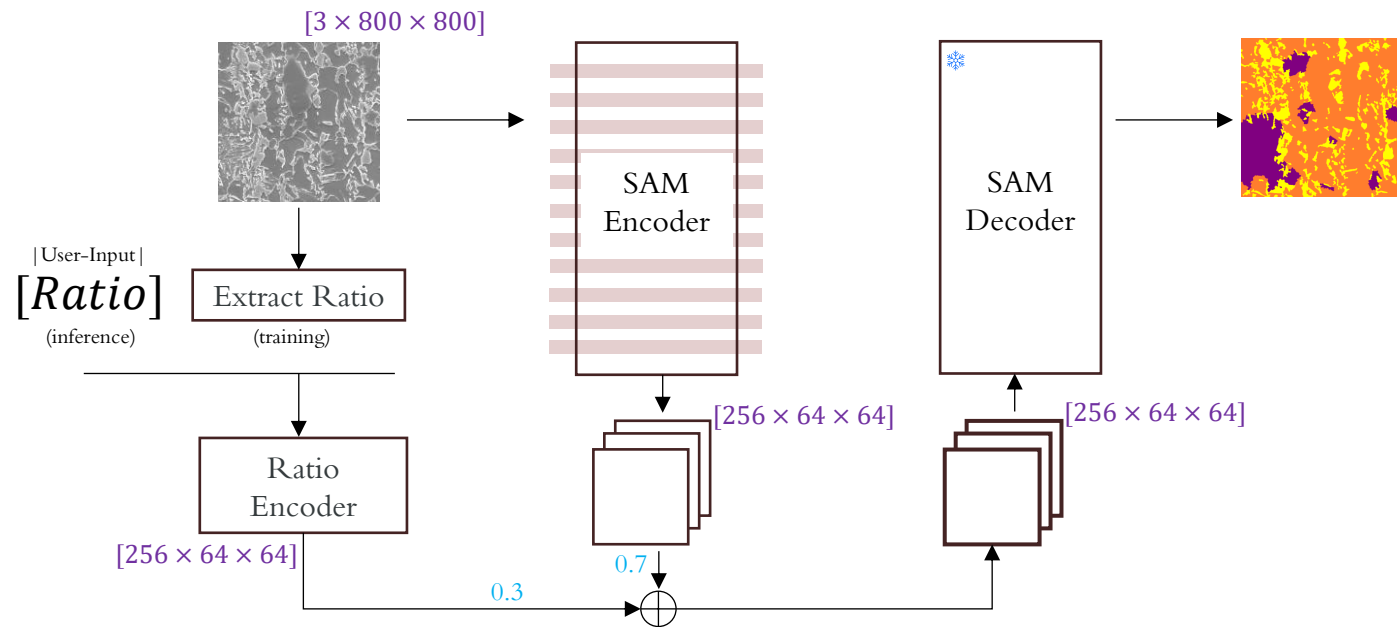 [3 × 800 × 800]
SAM
Encoder
SAM
Decoder
|User-Input|
[Ratio]
(inference)
Extract Ratio
(training)
[256 × 64 × 64]
[256 × 64 × 64]
Ratio
Encoder
[256 × 64 × 64]
0.7
0.3